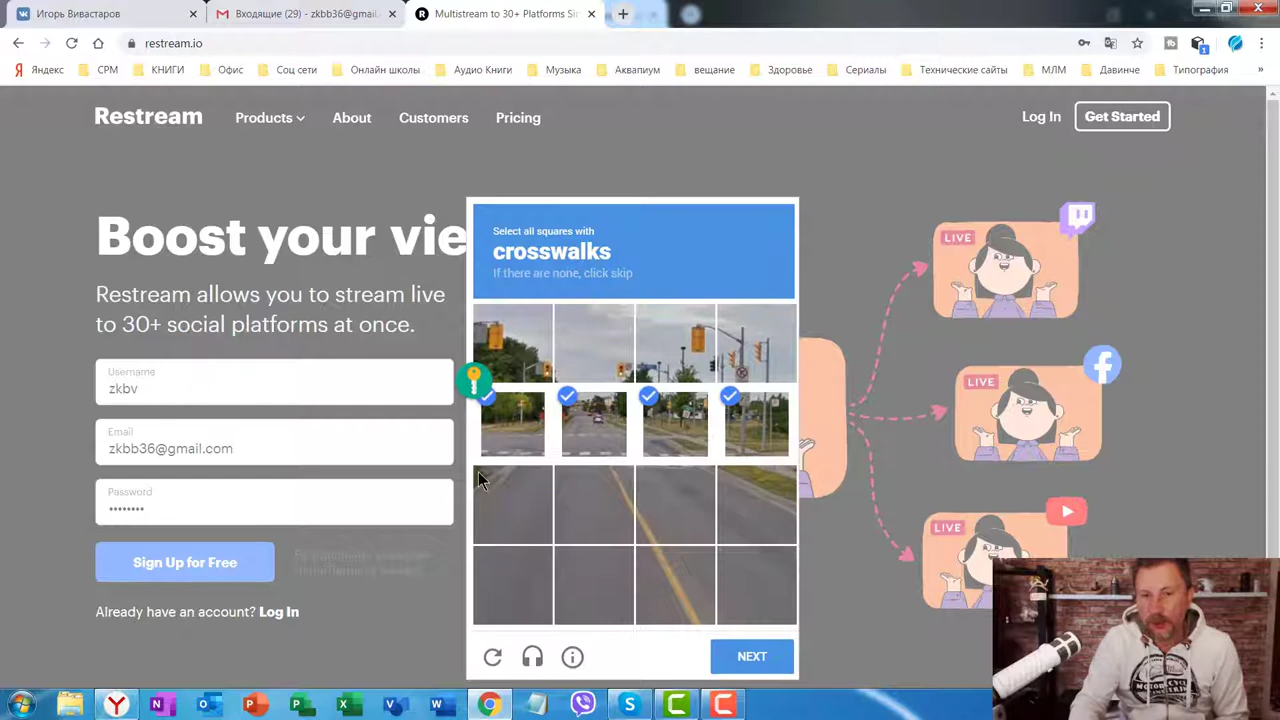 Игорь Вивастаров
Входящие (29) - zkbb36@gmail.
Multistream to 30+ Platforms Si
restream.io
Яндекс
СРМ
КНИГИ
Офис
Соц сети
Онлайн школы
Аудио Книги
Музыка
Аквапиум
вещание
Здоровье
Сериалы
Технические сайты
МЛМ
Давинче
Типография
Restream
Products
About
Customers
Pricing
Log In
Get Started
Boost your vie
Restream allows you to stream live
to 30+ social platforms at once.
Username
zkbv
Email
zkbb36@gmail.com
Password
••••••••
Sign Up for Free
Already have an account? Log In
Select all squares with
crosswalks
If there are none, click skip
NEXT
LIVE
LIVE
LIVE